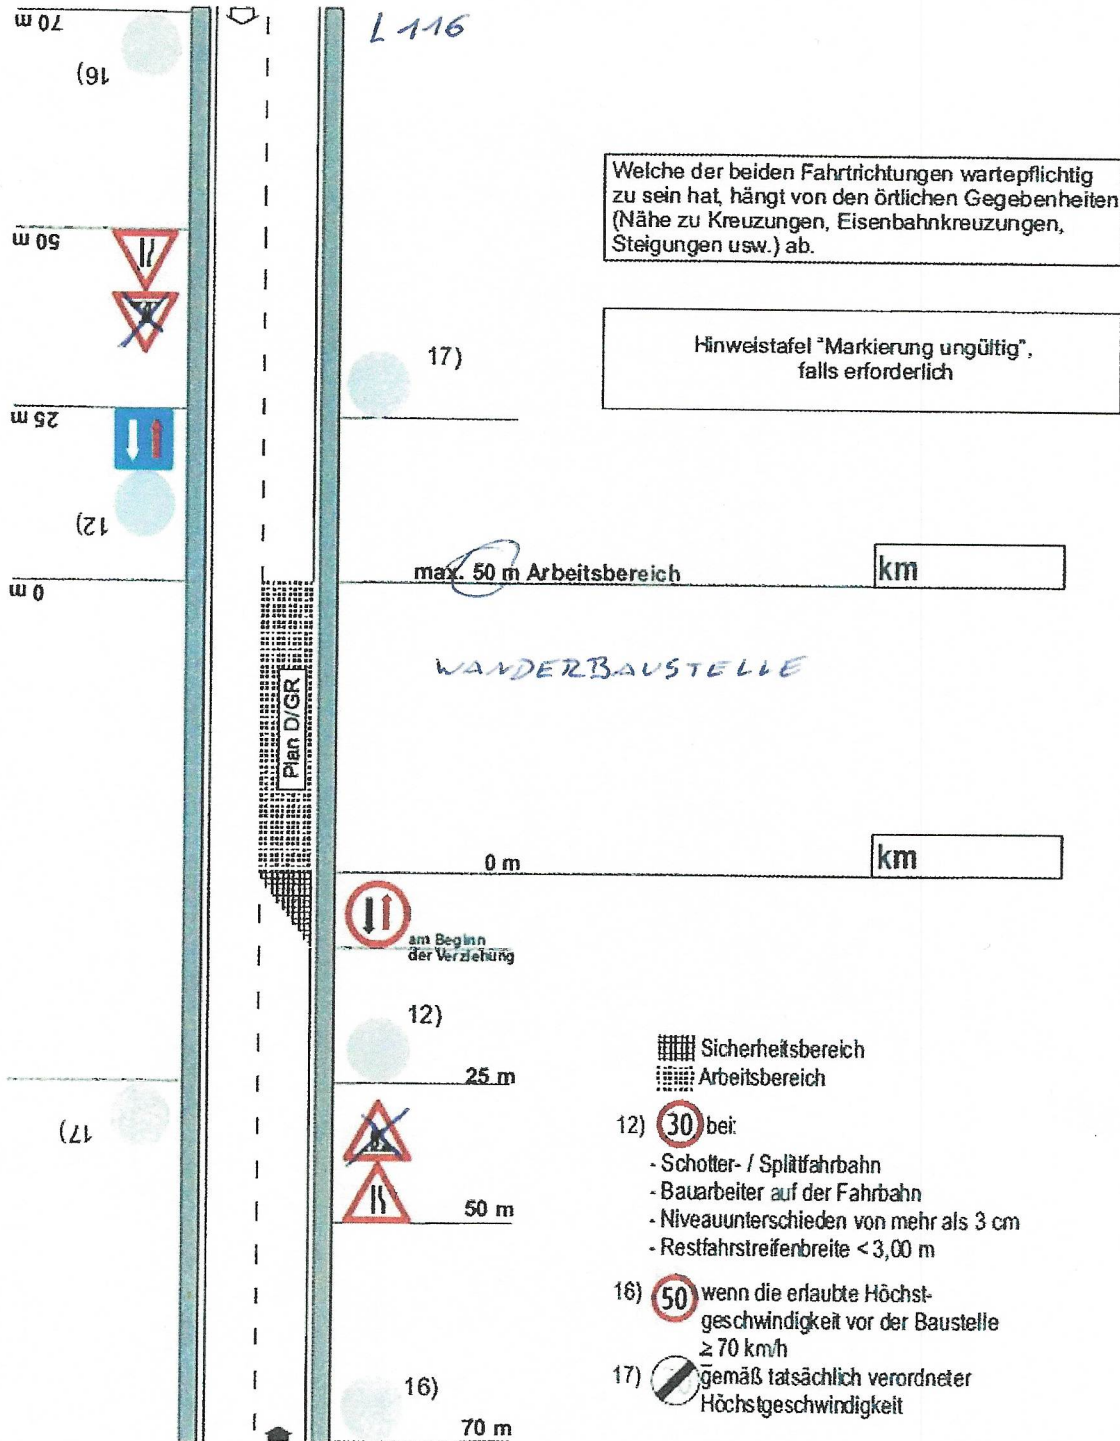 70 m
L 116
16)
Welche der beiden Fahrtrichtungen wartepflichtig
zu sein hat, hängt von den örtlichen Gegebenheiten
(Nähe zu Kreuzungen, Eisenbahnkreuzungen,
Steigungen usw.) ab.
50 m
Hinweistafel "Markierung ungültig",
falls erforderlich
17)
25 m
12)
max. 50 m Arbeitsbereich
km
0 m
WANDERBAUSTELLE
Plan D/GR
0 m
km
am Beginn
der Verziehung
12)
25 m
17)
50 m
16)
70 m
Sicherheitsbereich
Arbeitsbereich
12) 30 bei:
- Schotter- / Splittfahrbahn
- Bauarbeiter auf der Fahrbahn
- Niveauunterschieden von mehr als 3 cm
- Restfahrstreifenbreite < 3,00 m
16) 50 wenn die erlaubte Höchst-
geschwindigkeit vor der Baustelle
≥ 70 km/h
17) gemäß tatsächlich verordneter
Höchstgeschwindigkeit